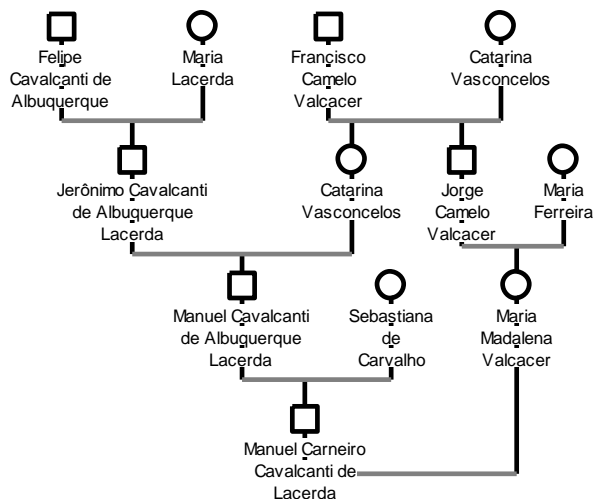 Felipe
Cavalcanti de
Albuquerque
Maria
Lacerda
Francisco
Camelo
Valcacer
Catarina
Vasconcelos
Jerônimo Cavalcanti
de Albuquerque
Lacerda
Catarina
Vasconcelos
Jorge
Camelo
Valcacer
Maria
Ferreira
Manuel Cavalcanti
de Albuquerque
Lacerda
Sebastiana
de
Carvalho
Maria
Madalena
Valcacer
Manuel Carneiro
Cavalcanti de
Lacerda